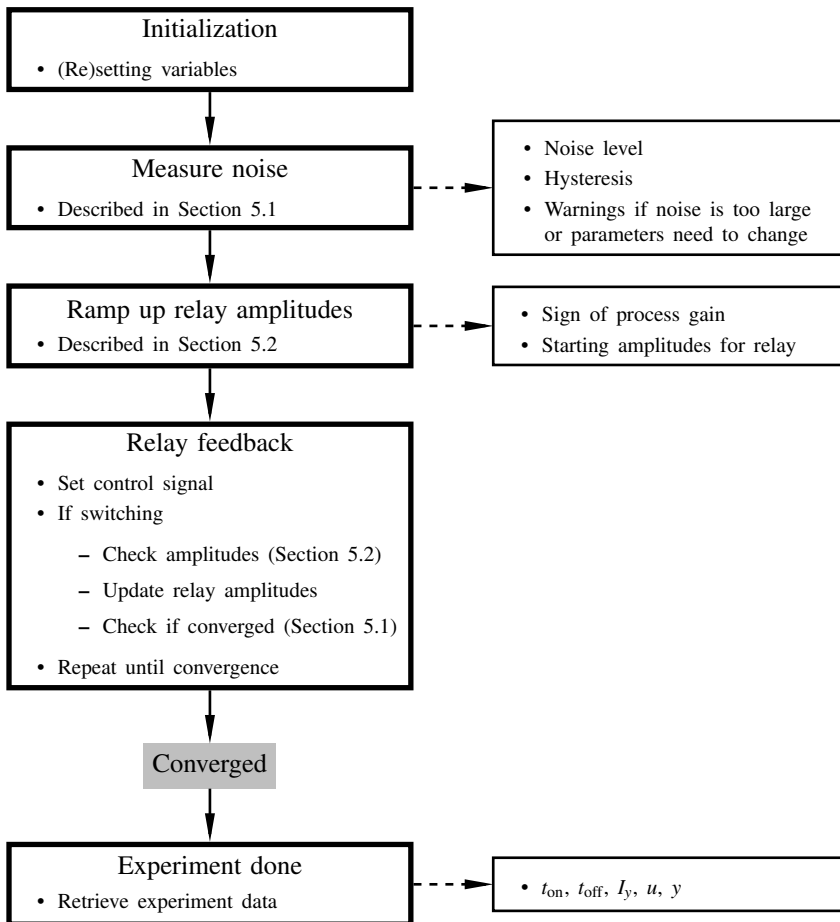 Initialization
• (Re)setting variables
Measure noise
• Described in Section 5.1
• Noise level
• Hysteresis
• Warnings if noise is too large
or parameters need to change
Ramp up relay amplitudes
• Described in Section 5.2
• Sign of process gain
• Starting amplitudes for relay
Relay feedback
• Set control signal
• If switching
– Check amplitudes (Section 5.2)
– Update relay amplitudes
– Check if converged (Section 5.1)
• Repeat until convergence
Converged
Experiment done
• Retrieve experiment data
• t_on, t_off, I_y, u, y